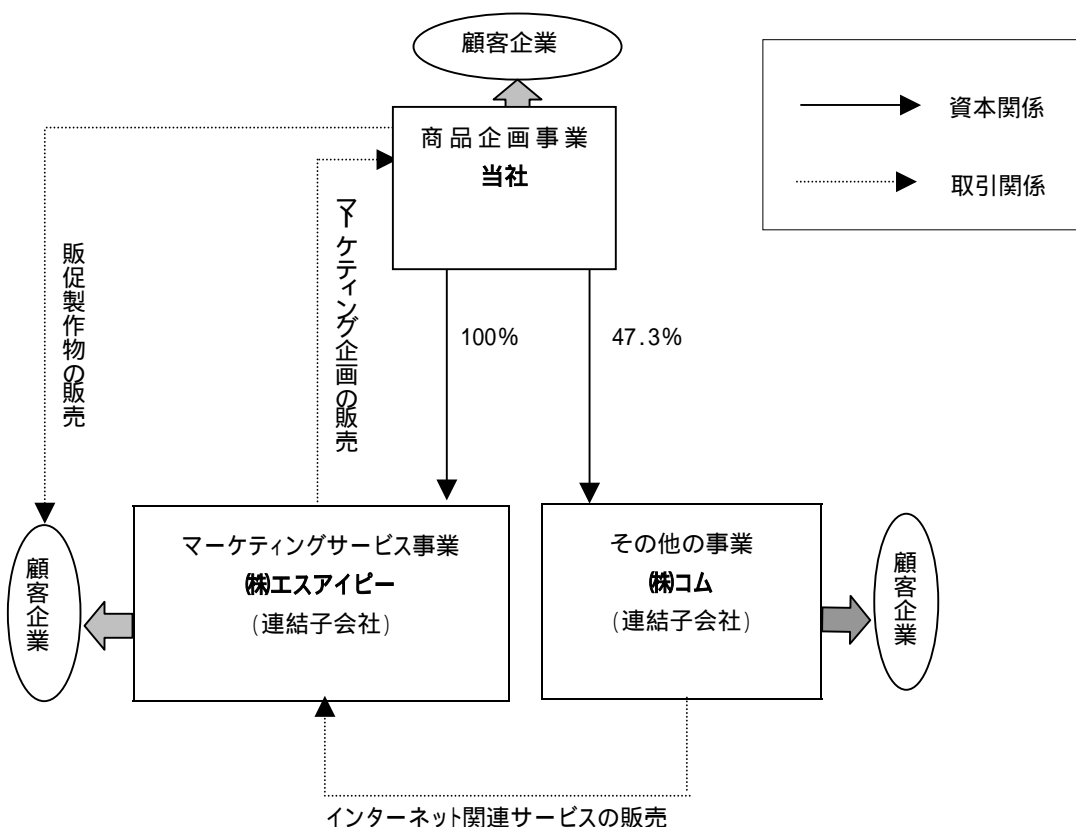 顧客企業
商品企画事業
当社
資本関係
取引関係
販促製作物の販売
マーケティング企画の販売
100%
47.3%
マーケティングサービス事業
㈱エスアイピー
(連結子会社)
その他の事業
㈱コム
(連結子会社)
顧客企業
顧客企業
インターネット関連サービスの販売